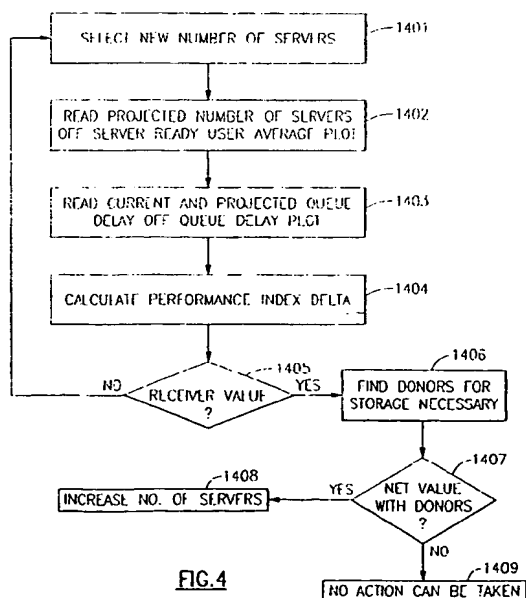 SELECT NEW NUMBER OF SERVERS
1401
READ PROJECTED NUMBER OF SERVERS
OFF SERVER READY USER AVERAGE PLOT
1402
READ CURRENT AND PROJECTED QUEUE
DELAY OFF QUEUE DELAY PLOT
1403
CALCULATE PERFORMANCE INDEX DELTA
1404
1405
NO
RECEIVER VALUE
?
YES
1406
FIND DONORS FOR
STORAGE NECESSARY
1407
1408
INCREASE NO. OF SERVERS
YES
NET VALUE
WITH DONORS
?
NO
1409
NO ACTION CAN BE TAKEN
FIG.4